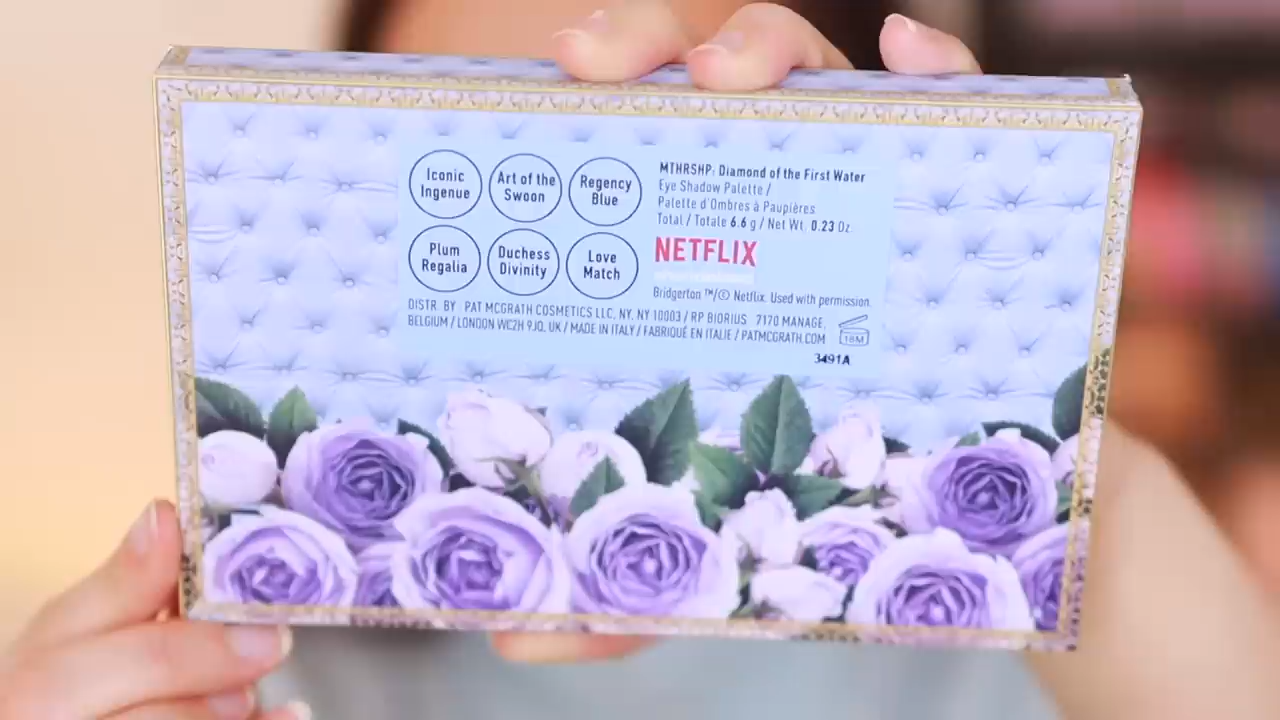 Iconic
Ingenue
Art of the
Swoon
Regency
Blue
Plum
Regalia
Duchess
Divinity
Love
Match
MTHRSHP: Diamond of the First Water
Eye Shadow Palette /
Palette d'Ombres à Paupières
Total / Totale 6.6 g / Net Wt. 0.23 Oz.
NETFLIX
Bridgerton ™/© Netflix. Used with permission.
DISTR. BY PAT MCGRATH COSMETICS LLC, NY, NY 10003 / RP BIORIUS 7170 MANAGE,
BELGIUM / LONDON WC2H 9JQ, UK / MADE IN ITALY / FABRIQUÉ EN ITALIE / PATMCGRATH.COM
18M
3491A